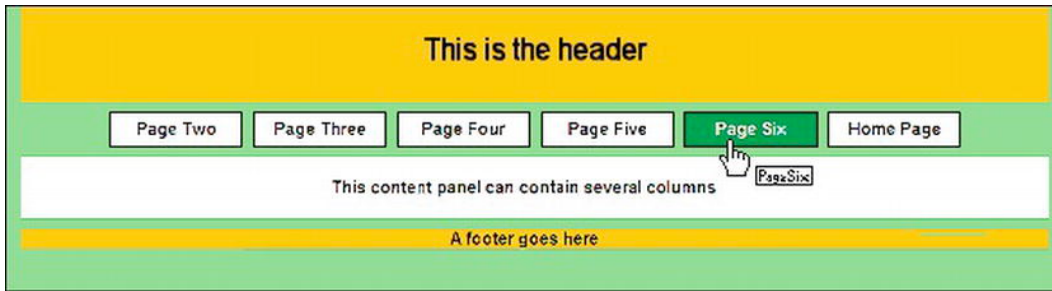 This is the header
Page Two Page Three Page Four Page Five Page Six Home Page
PageSix
This content panel can contain several columns
A footer goes here